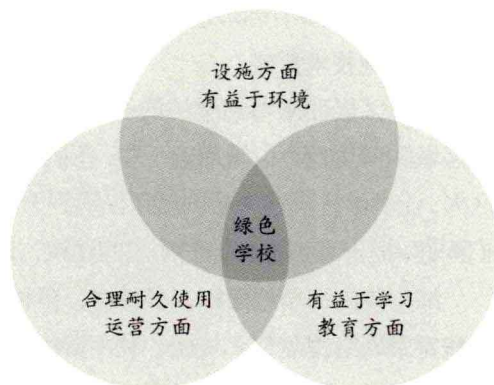 设施方面
有益于环境
绿色
学校
合理耐久使用
运营方面
有益于学习
教育方面